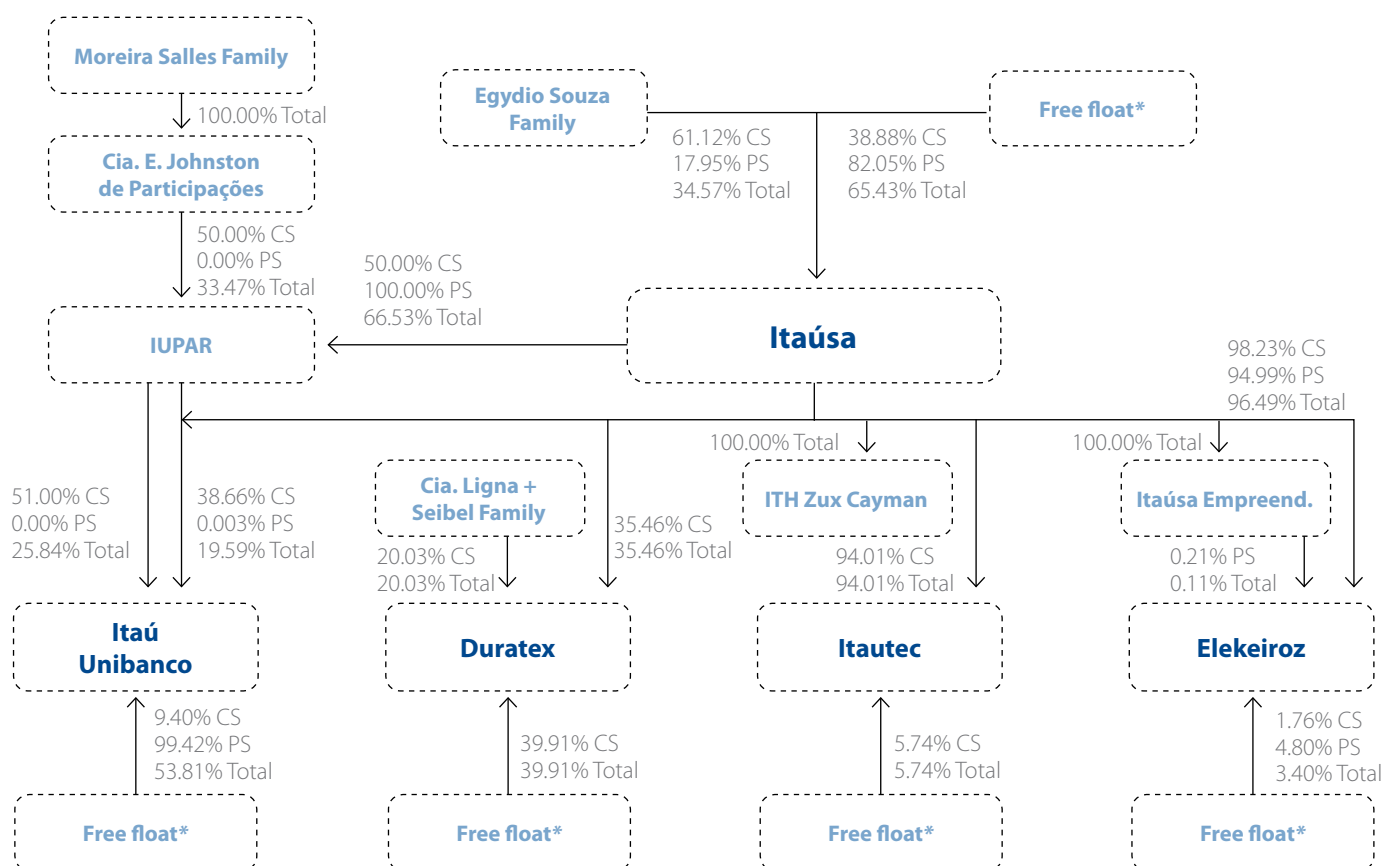 Moreira Salles Family
100.00% Total
Cia. E. Johnston
de Participações
50.00% CS
0.00% PS
33.47% Total
Egydio Souza
Family
61.12% CS
17.95% PS
34.57% Total
38.88% CS
82.05% PS
65.43% Total
Free float*
50.00% CS
100.00% PS
66.53% Total
IUPAR
Itaúsa
98.23% CS
94.99% PS
96.49% Total
100.00% Total
100.00% Total
51.00% CS
0.00% PS
25.84% Total
38.66% CS
0.003% PS
19.59% Total
Cia. Ligna +
Seibel Family
20.03% CS
20.03% Total
35.46% CS
35.46% Total
ITH Zux Cayman
94.01% CS
94.01% Total
Itaúsa Empreend.
0.21% PS
0.11% Total
Itaú
Unibanco
Duratex
Itautec
Elekeiroz
9.40% CS
99.42% PS
53.81% Total
39.91% CS
39.91% Total
5.74% CS
5.74% Total
1.76% CS
4.80% PS
3.40% Total
Free float*
Free float*
Free float*
Free float*